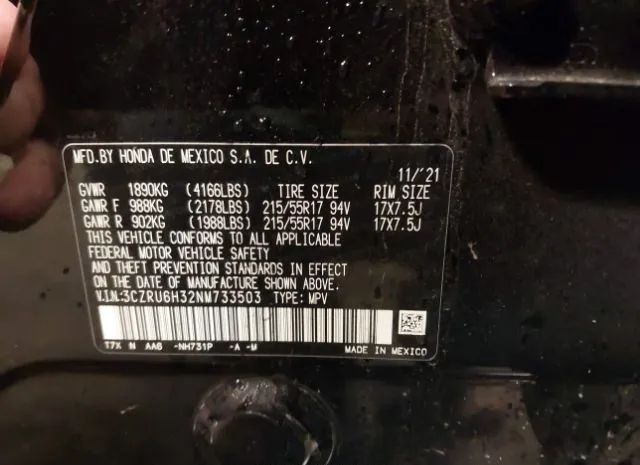 MFD.BY HONDA DE MEXICO S.A. DE C.V.
11/'21
GVWR 1890KG (4166LBS) TIRE SIZE RIM SIZE
GAWR F 988KG (2178LBS) 215/55R17 94V 17X7.5J
GAWR R 902KG (1988LBS) 215/55R17 94V 17X7.5J
THIS VEHICLE CONFORMS TO ALL APPLICABLE
FEDERAL MOTOR VEHICLE SAFETY
AND THEFT PREVENTION STANDARDS IN EFFECT
ON THE DATE OF MANUFACTURE SHOWN ABOVE.
V.I.N.:3CZRU6H32NM733503 TYPE: MPV
T7X N AA6 -NH731P -A -M MADE IN MEXICO